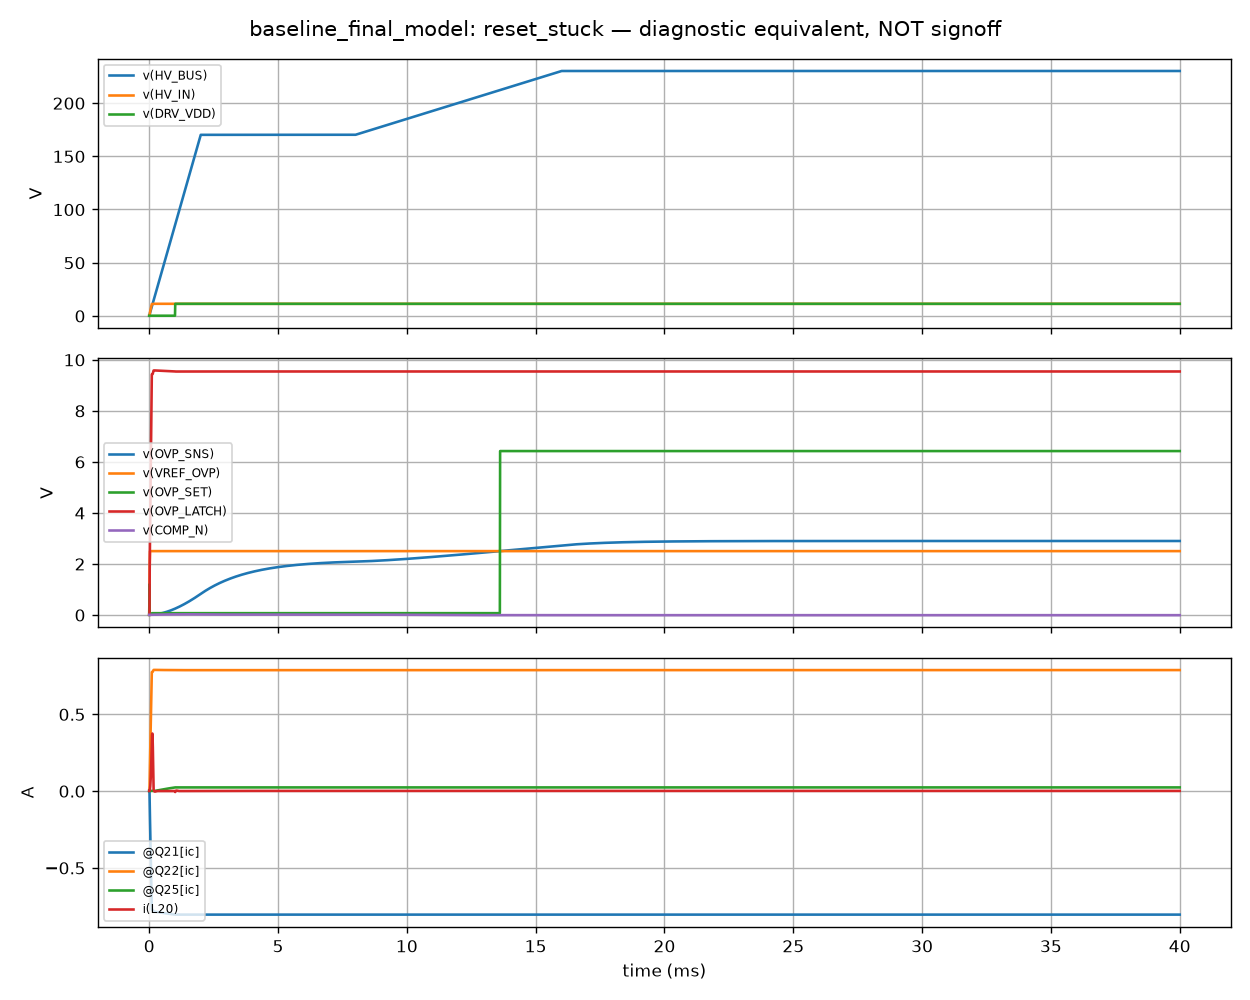 baseline_final_model: reset_stuck — diagnostic equivalent, NOT signoff
v(HV_BUS)
v(HV_IN)
v(DRV_VDD)
200
150
100
50
0
V
10
8
6
4
2
0
V
v(OVP_SNS)
v(VREF_OVP)
v(OVP_SET)
v(OVP_LATCH)
v(COMP_N)
0.5
0.0
−0.5
A
@Q21[ic]
@Q22[ic]
@Q25[ic]
i(L20)
0 5 10 15 20 25 30 35 40
time (ms)